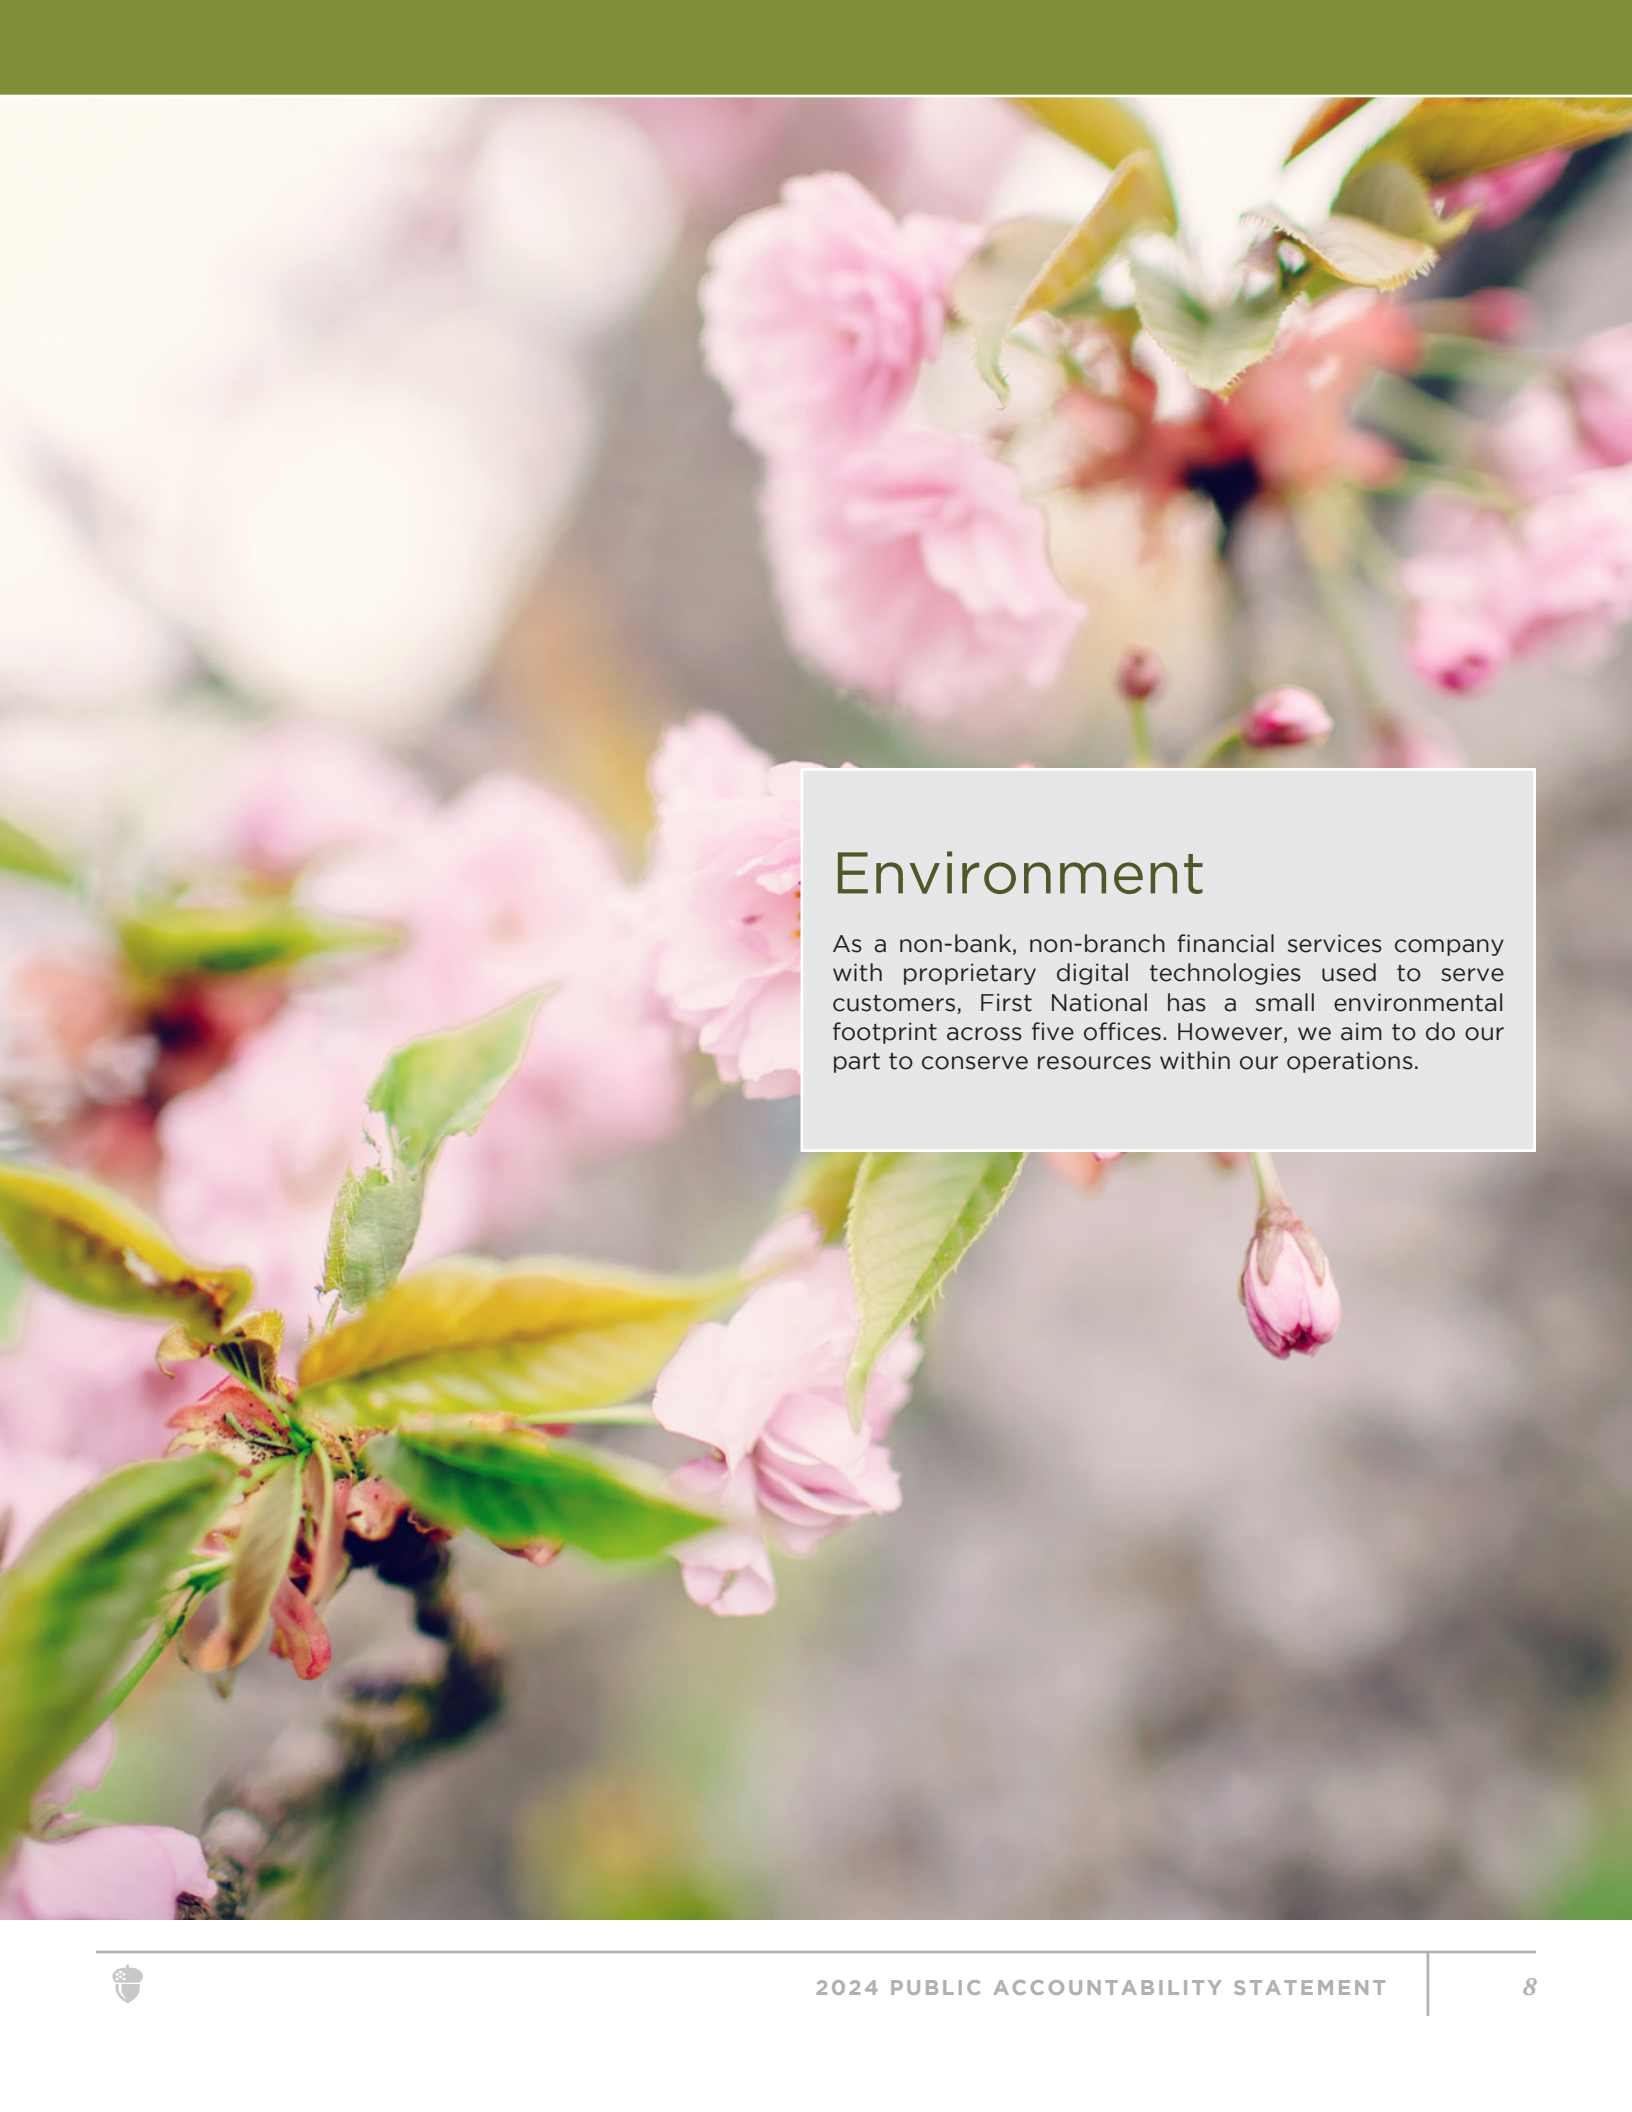 Environment
As a non-bank, non-branch financial services company
with proprietary digital technologies used to serve
customers, First National has a small environmental
footprint across five offices. However, we aim to do our
part to conserve resources within our operations.
2024 PUBLIC ACCOUNTABILITY STATEMENT
8